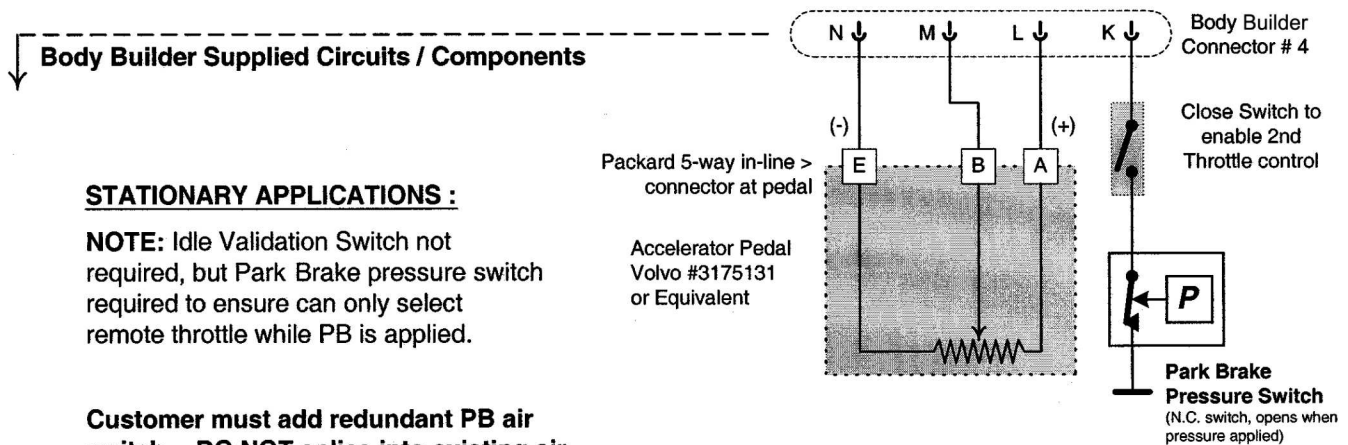 N M L K
Body Builder
Connector # 4
Body Builder Supplied Circuits / Components
Close Switch to
enable 2nd
Throttle control
(-) (+)
Packard 5-way in-line >
connector at pedal
E B A
STATIONARY APPLICATIONS :
NOTE: Idle Validation Switch not
required, but Park Brake pressure switch
required to ensure can only select
remote throttle while PB is applied.
Accelerator Pedal
Volvo #3175131
or Equivalent
P
Park Brake
Pressure Switch
(N.C. switch, opens when
pressure applied)
Customer must add redundant PB air